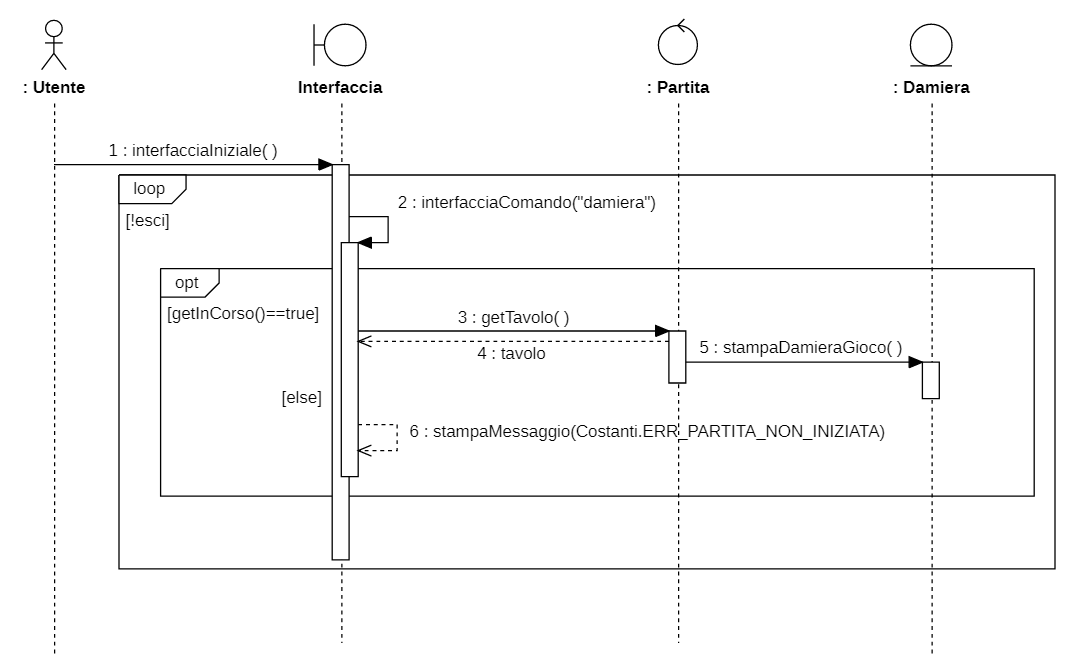 : Utente
Interfaccia
: Partita
: Damiera
1 : interfacciaIniziale( )
loop
2 : interfacciaComando("damiera")
[!esci]
opt
[getInCorso()==true]
3 : getTavolo( )
4 : tavolo
5 : stampaDamieraGioco( )
[else]
6 : stampaMessaggio(Costanti.ERR_PARTITA_NON_INIZIATA)